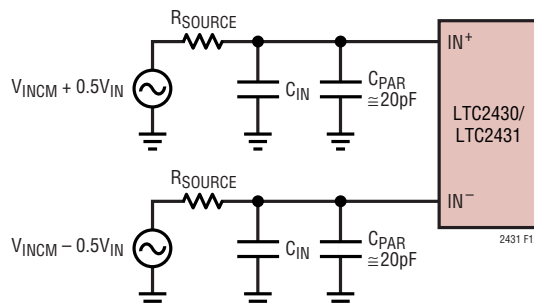 RSOURCE
VINCM + 0.5VIN
CIN
CPAR
≅20pF
IN+
LTC2430/
LTC2431
RSOURCE
VINCM – 0.5VIN
CIN
CPAR
≅20pF
IN–
2431 F1